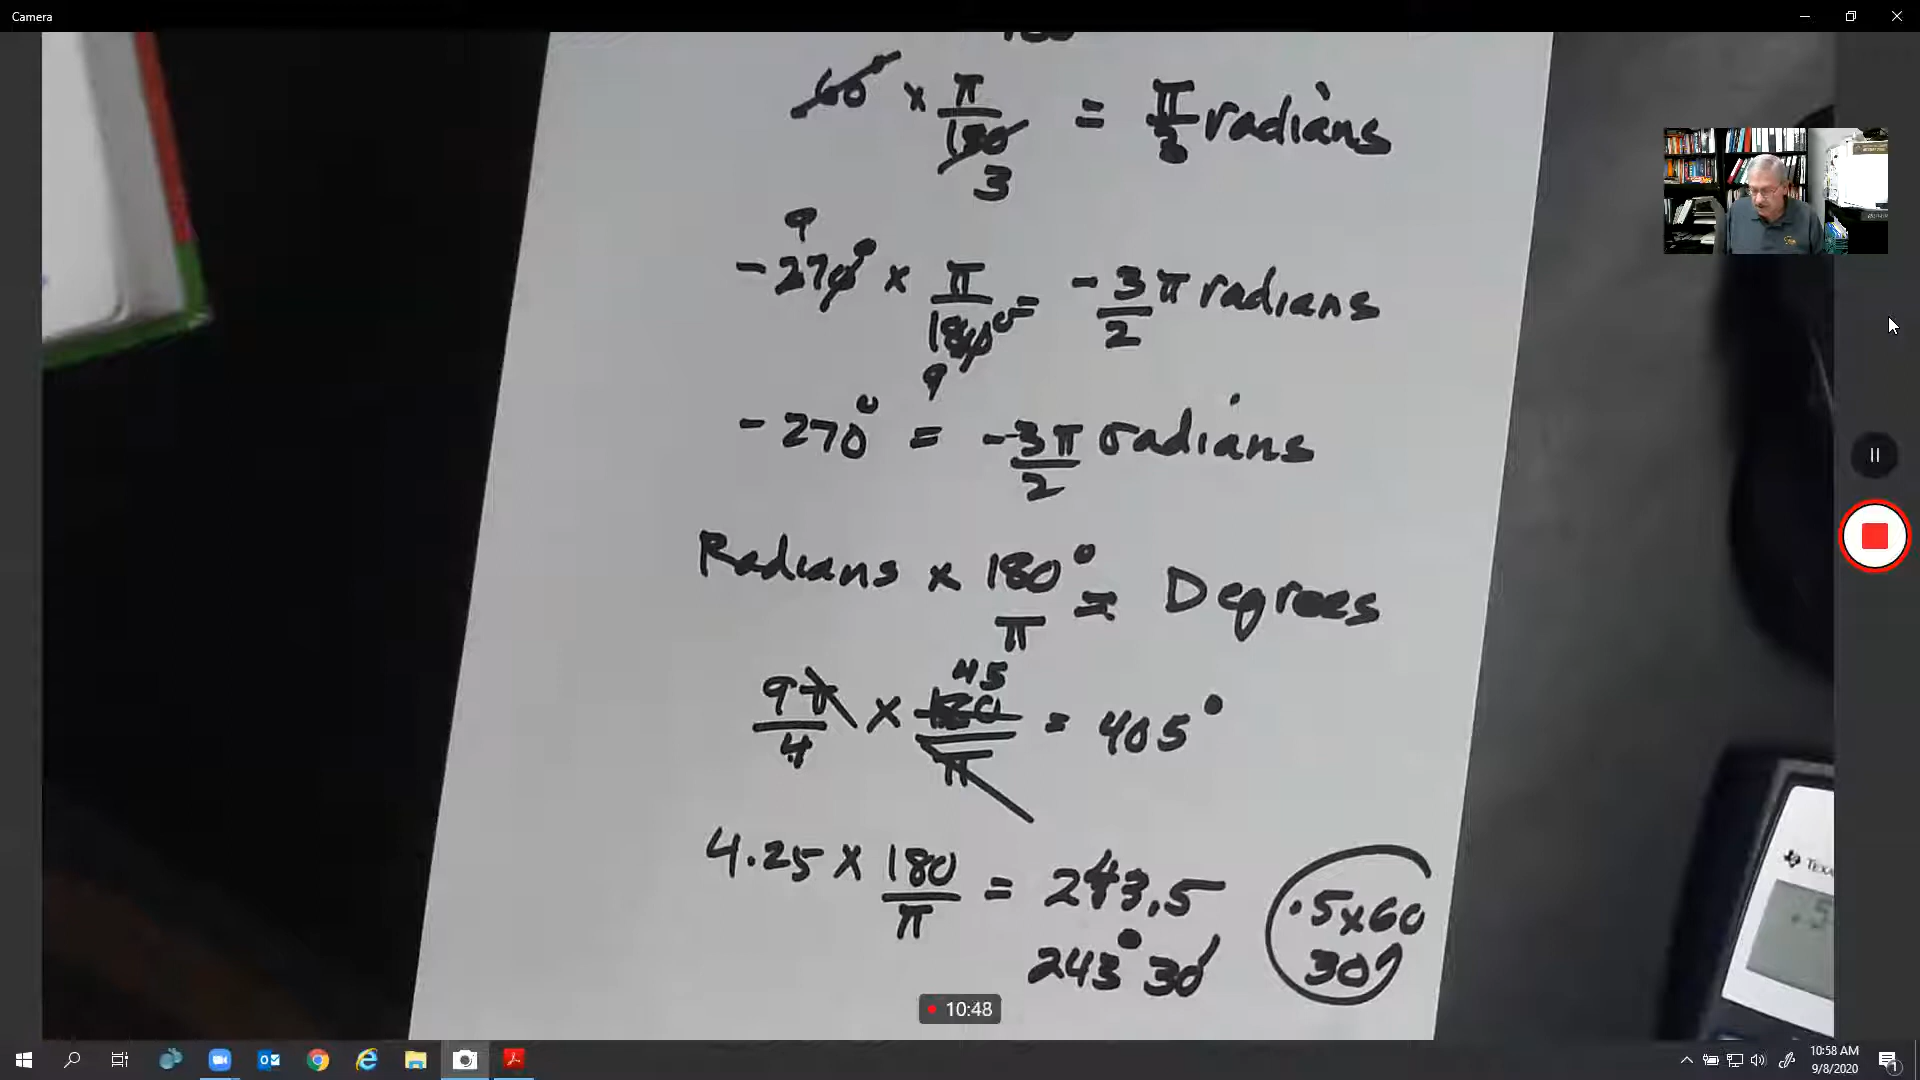 Camera
60 × π/180 3 = π/3 radians
9
-270° × π/180° 9 = -3/2 π radians
-270° = -3π/2 radians
Radians × 180°/π = Degrees
45
9π/4 × 180/π = 405°
4.25 × 180/π = 243.5
.5x60
243° 30'
30'
10:48
10:58 AM
9/8/2020